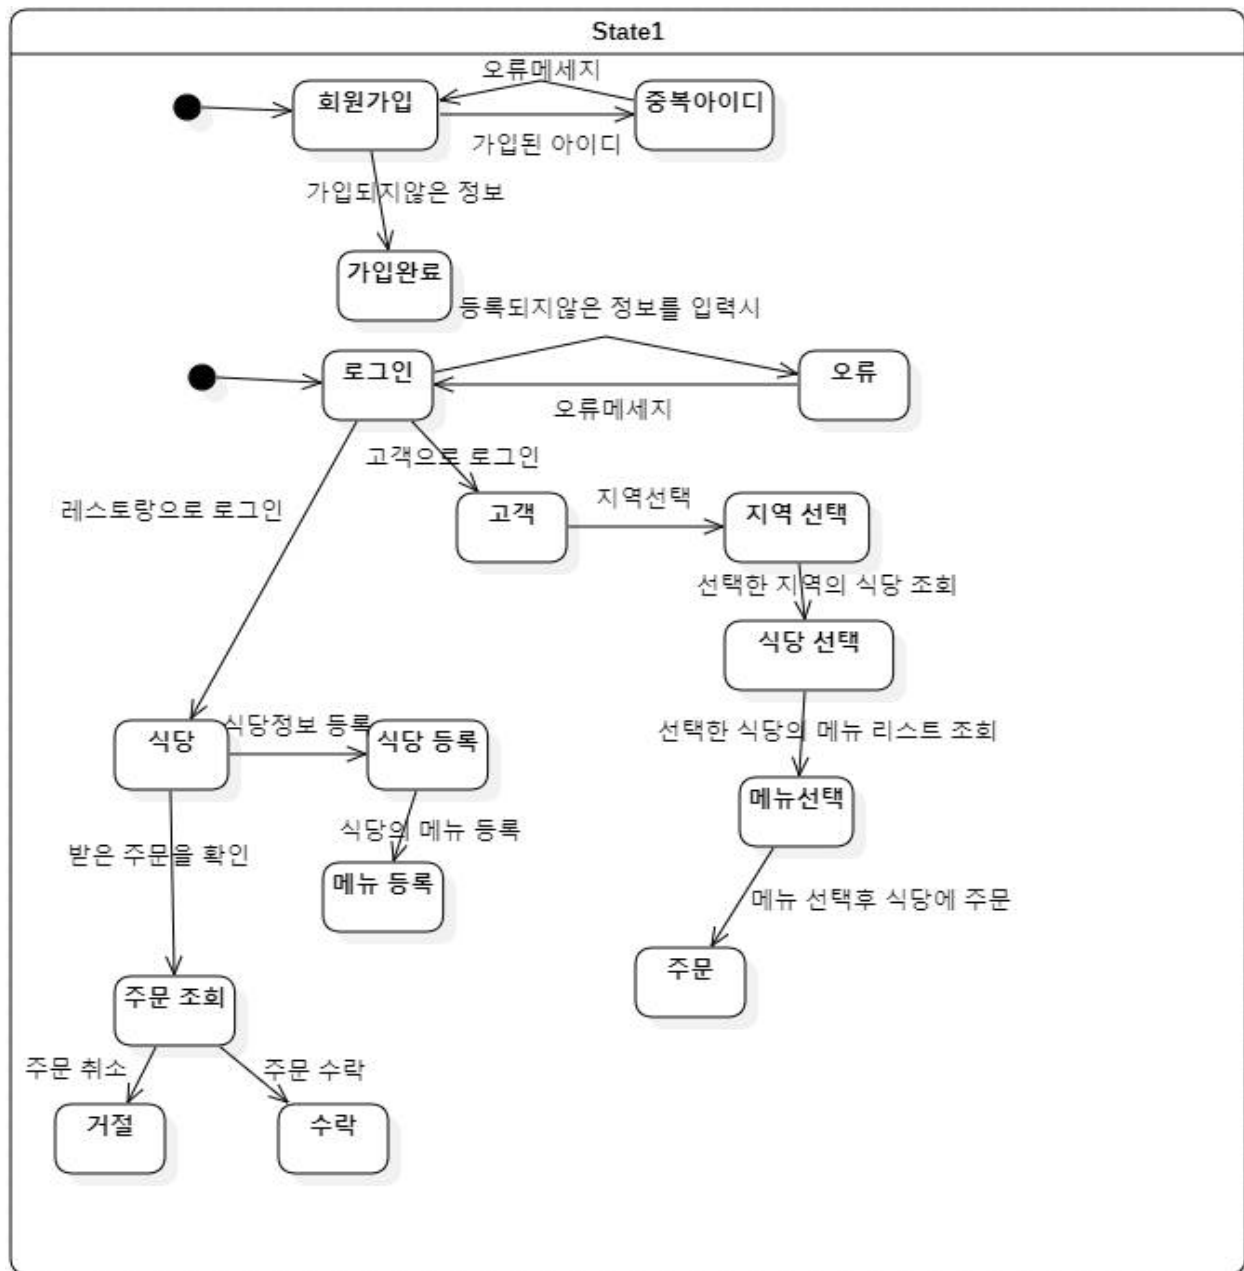 State1
오류메세지
회원가입
중복아이디
가입된 아이디
가입되지않은 정보
가입완료
등록되지않은 정보를 입력시
로그인
오류
오류메세지
고객으로 로그인
레스토랑으로 로그인
고객
지역선택
지역 선택
선택한 지역의 식당 조회
식당 선택
식당
식당정보 등록
식당 등록
선택한 식당의 메뉴 리스트 조회
메뉴선택
식당의 메뉴 등록
받은 주문을 확인
메뉴 등록
메뉴 선택후 식당에 주문
주문
주문 조회
주문 취소
주문 수락
거절
수락